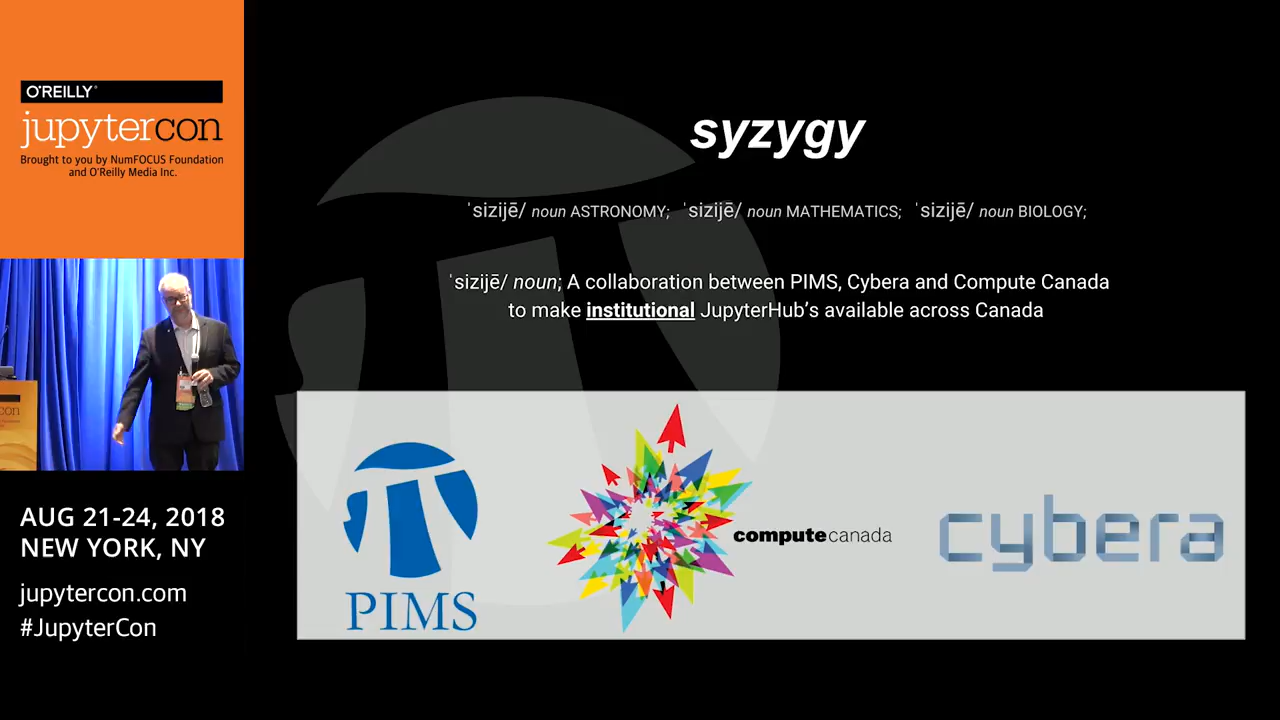 O'REILLY®
jupytercon
Brought to you by NumFOCUS Foundation
and O'Reilly Media Inc.
syzygy
ˈsizijē/ noun ASTRONOMY; ˈsizijē/ noun MATHEMATICS; ˈsizijē/ noun BIOLOGY;
ˈsizijē/ noun; A collaboration between PIMS, Cybera and Compute Canada
to make institutional JupyterHub's available across Canada
PIMS
computecanada
cybera
con
AUG 21-24, 2018
NEW YORK, NY
jupytercon.com
#JupyterCon